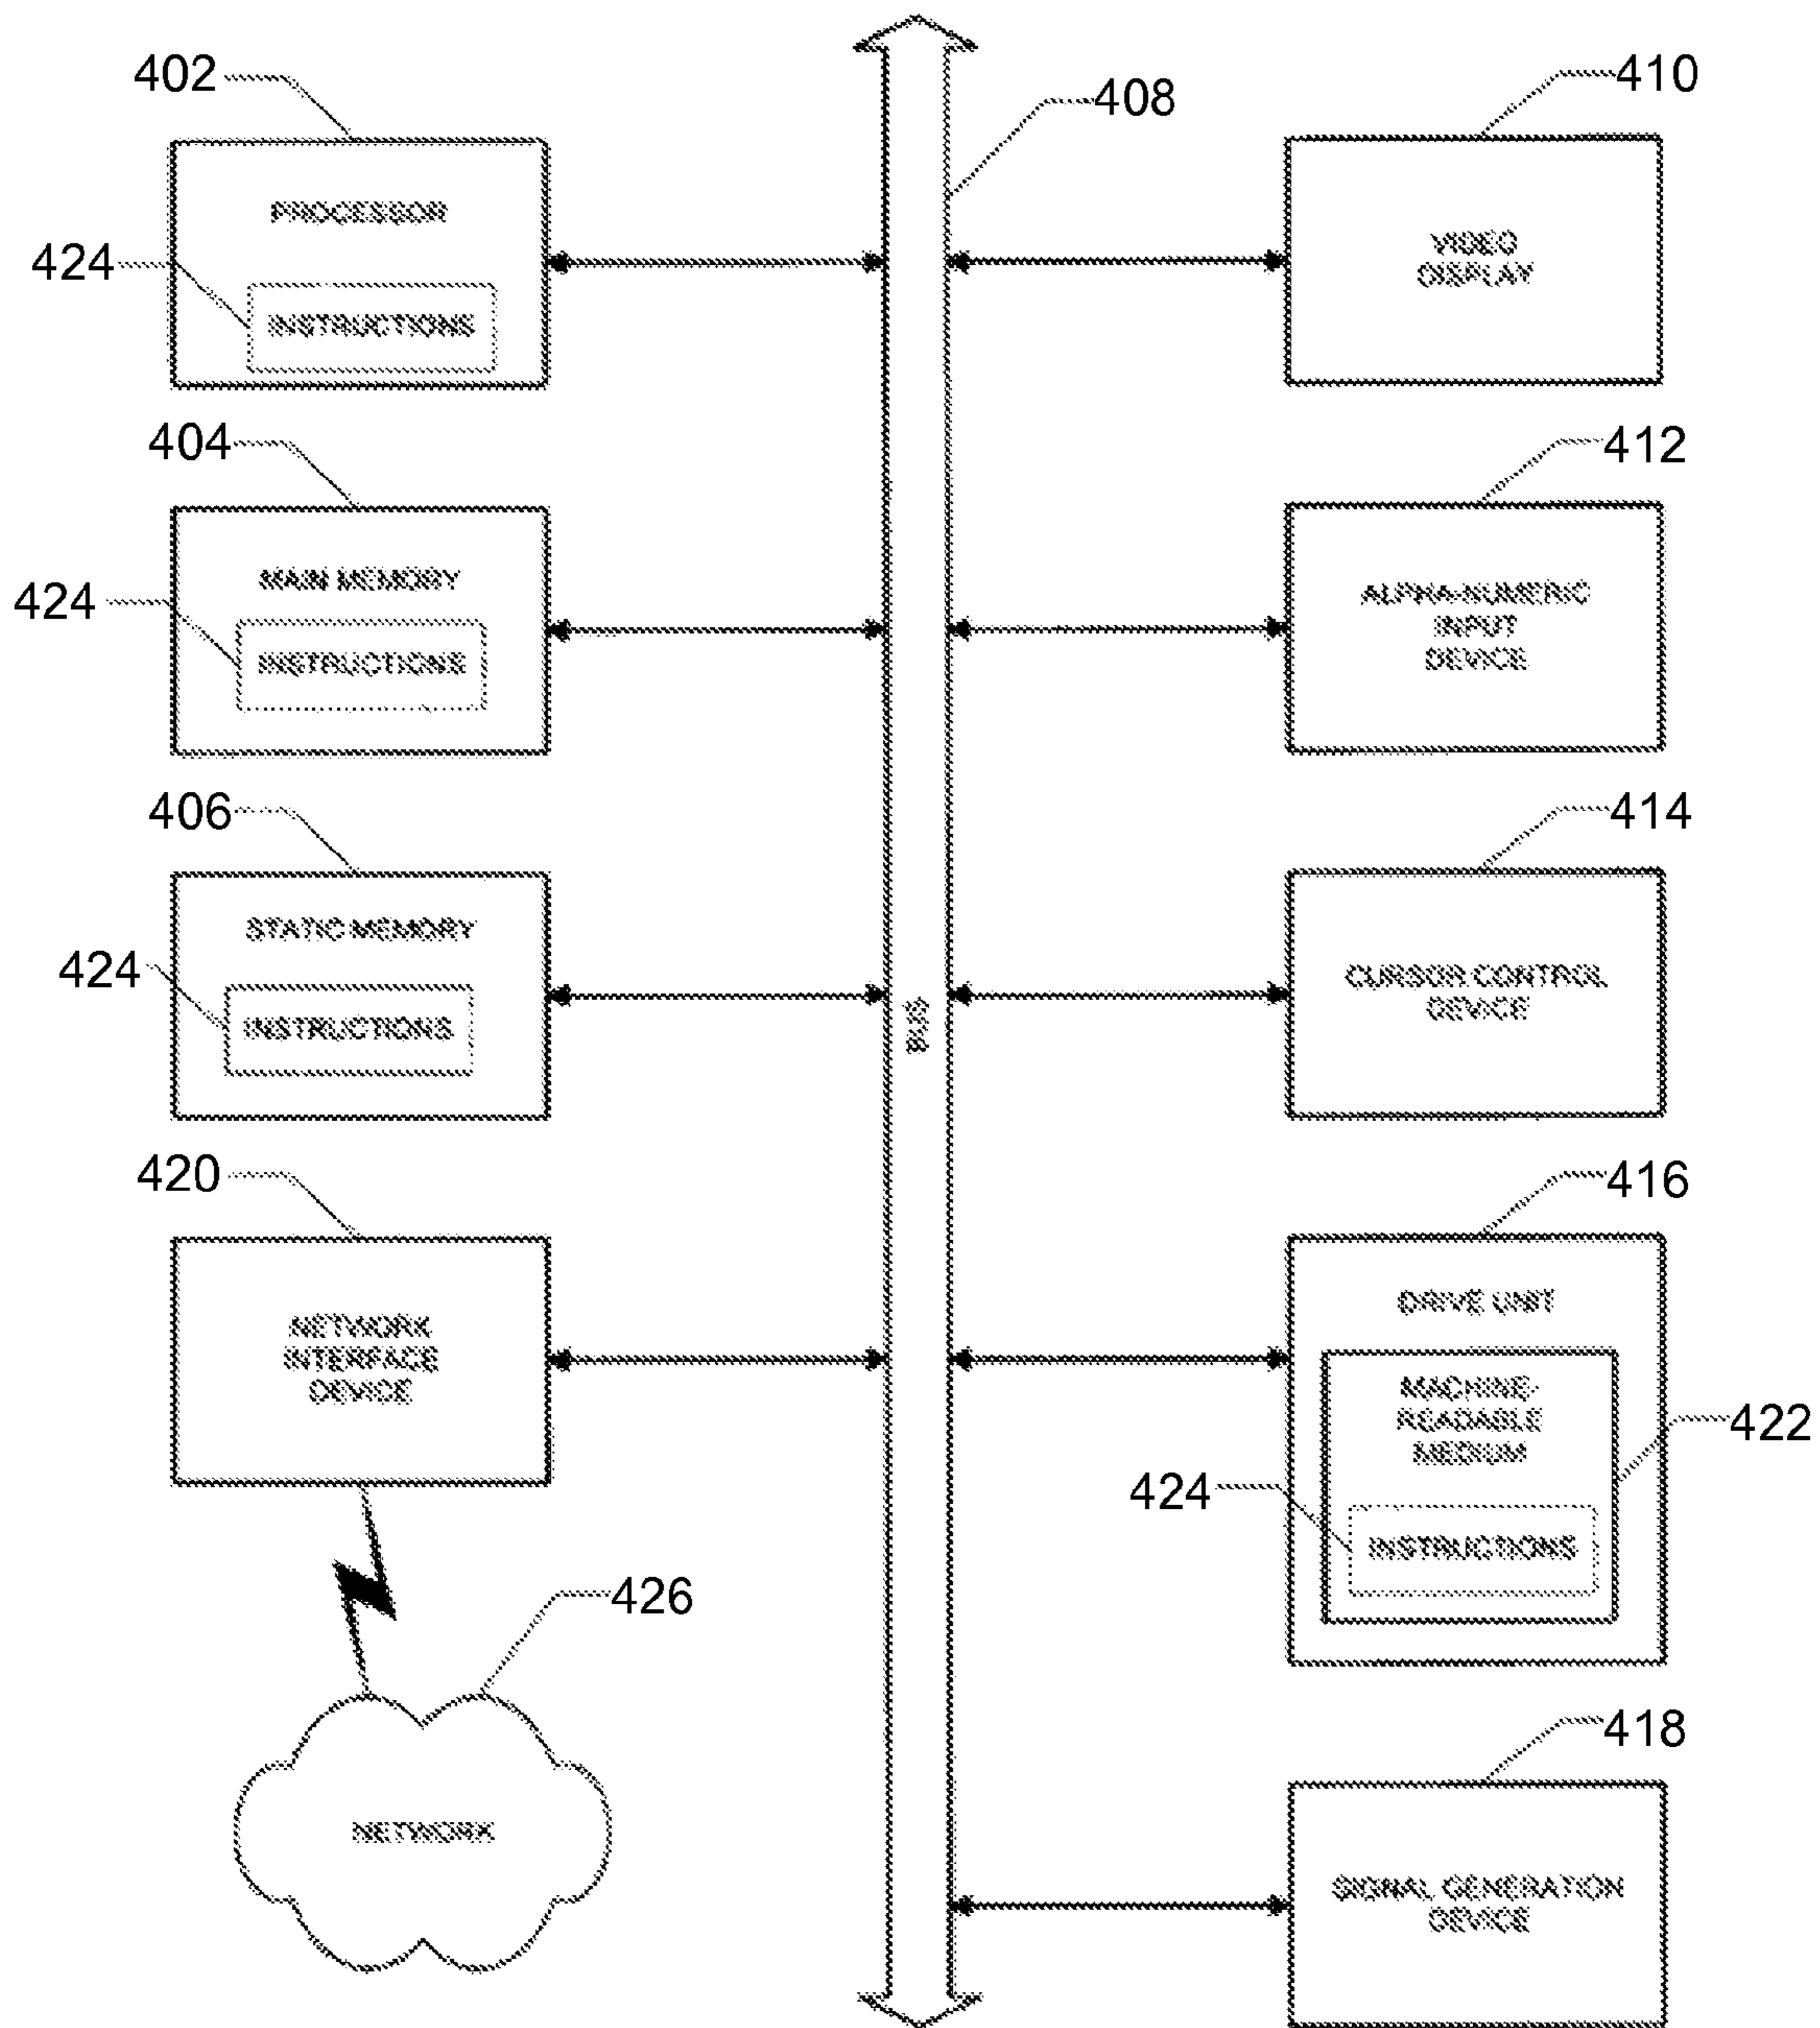 402
PROCESSOR
424
INSTRUCTIONS
404
MAIN MEMORY
424
INSTRUCTIONS
406
STATIC MEMORY
424
INSTRUCTIONS
420
NETWORK
INTERFACE
DEVICE
426
NETWORK
408
BUS
410
VIDEO
DISPLAY
412
ALPHA-NUMERIC
INPUT
DEVICE
414
CURSOR CONTROL
DEVICE
416
DRIVE UNIT
MACHINE-
READABLE
MEDIUM
422
424
INSTRUCTIONS
418
SIGNAL GENERATION
DEVICE